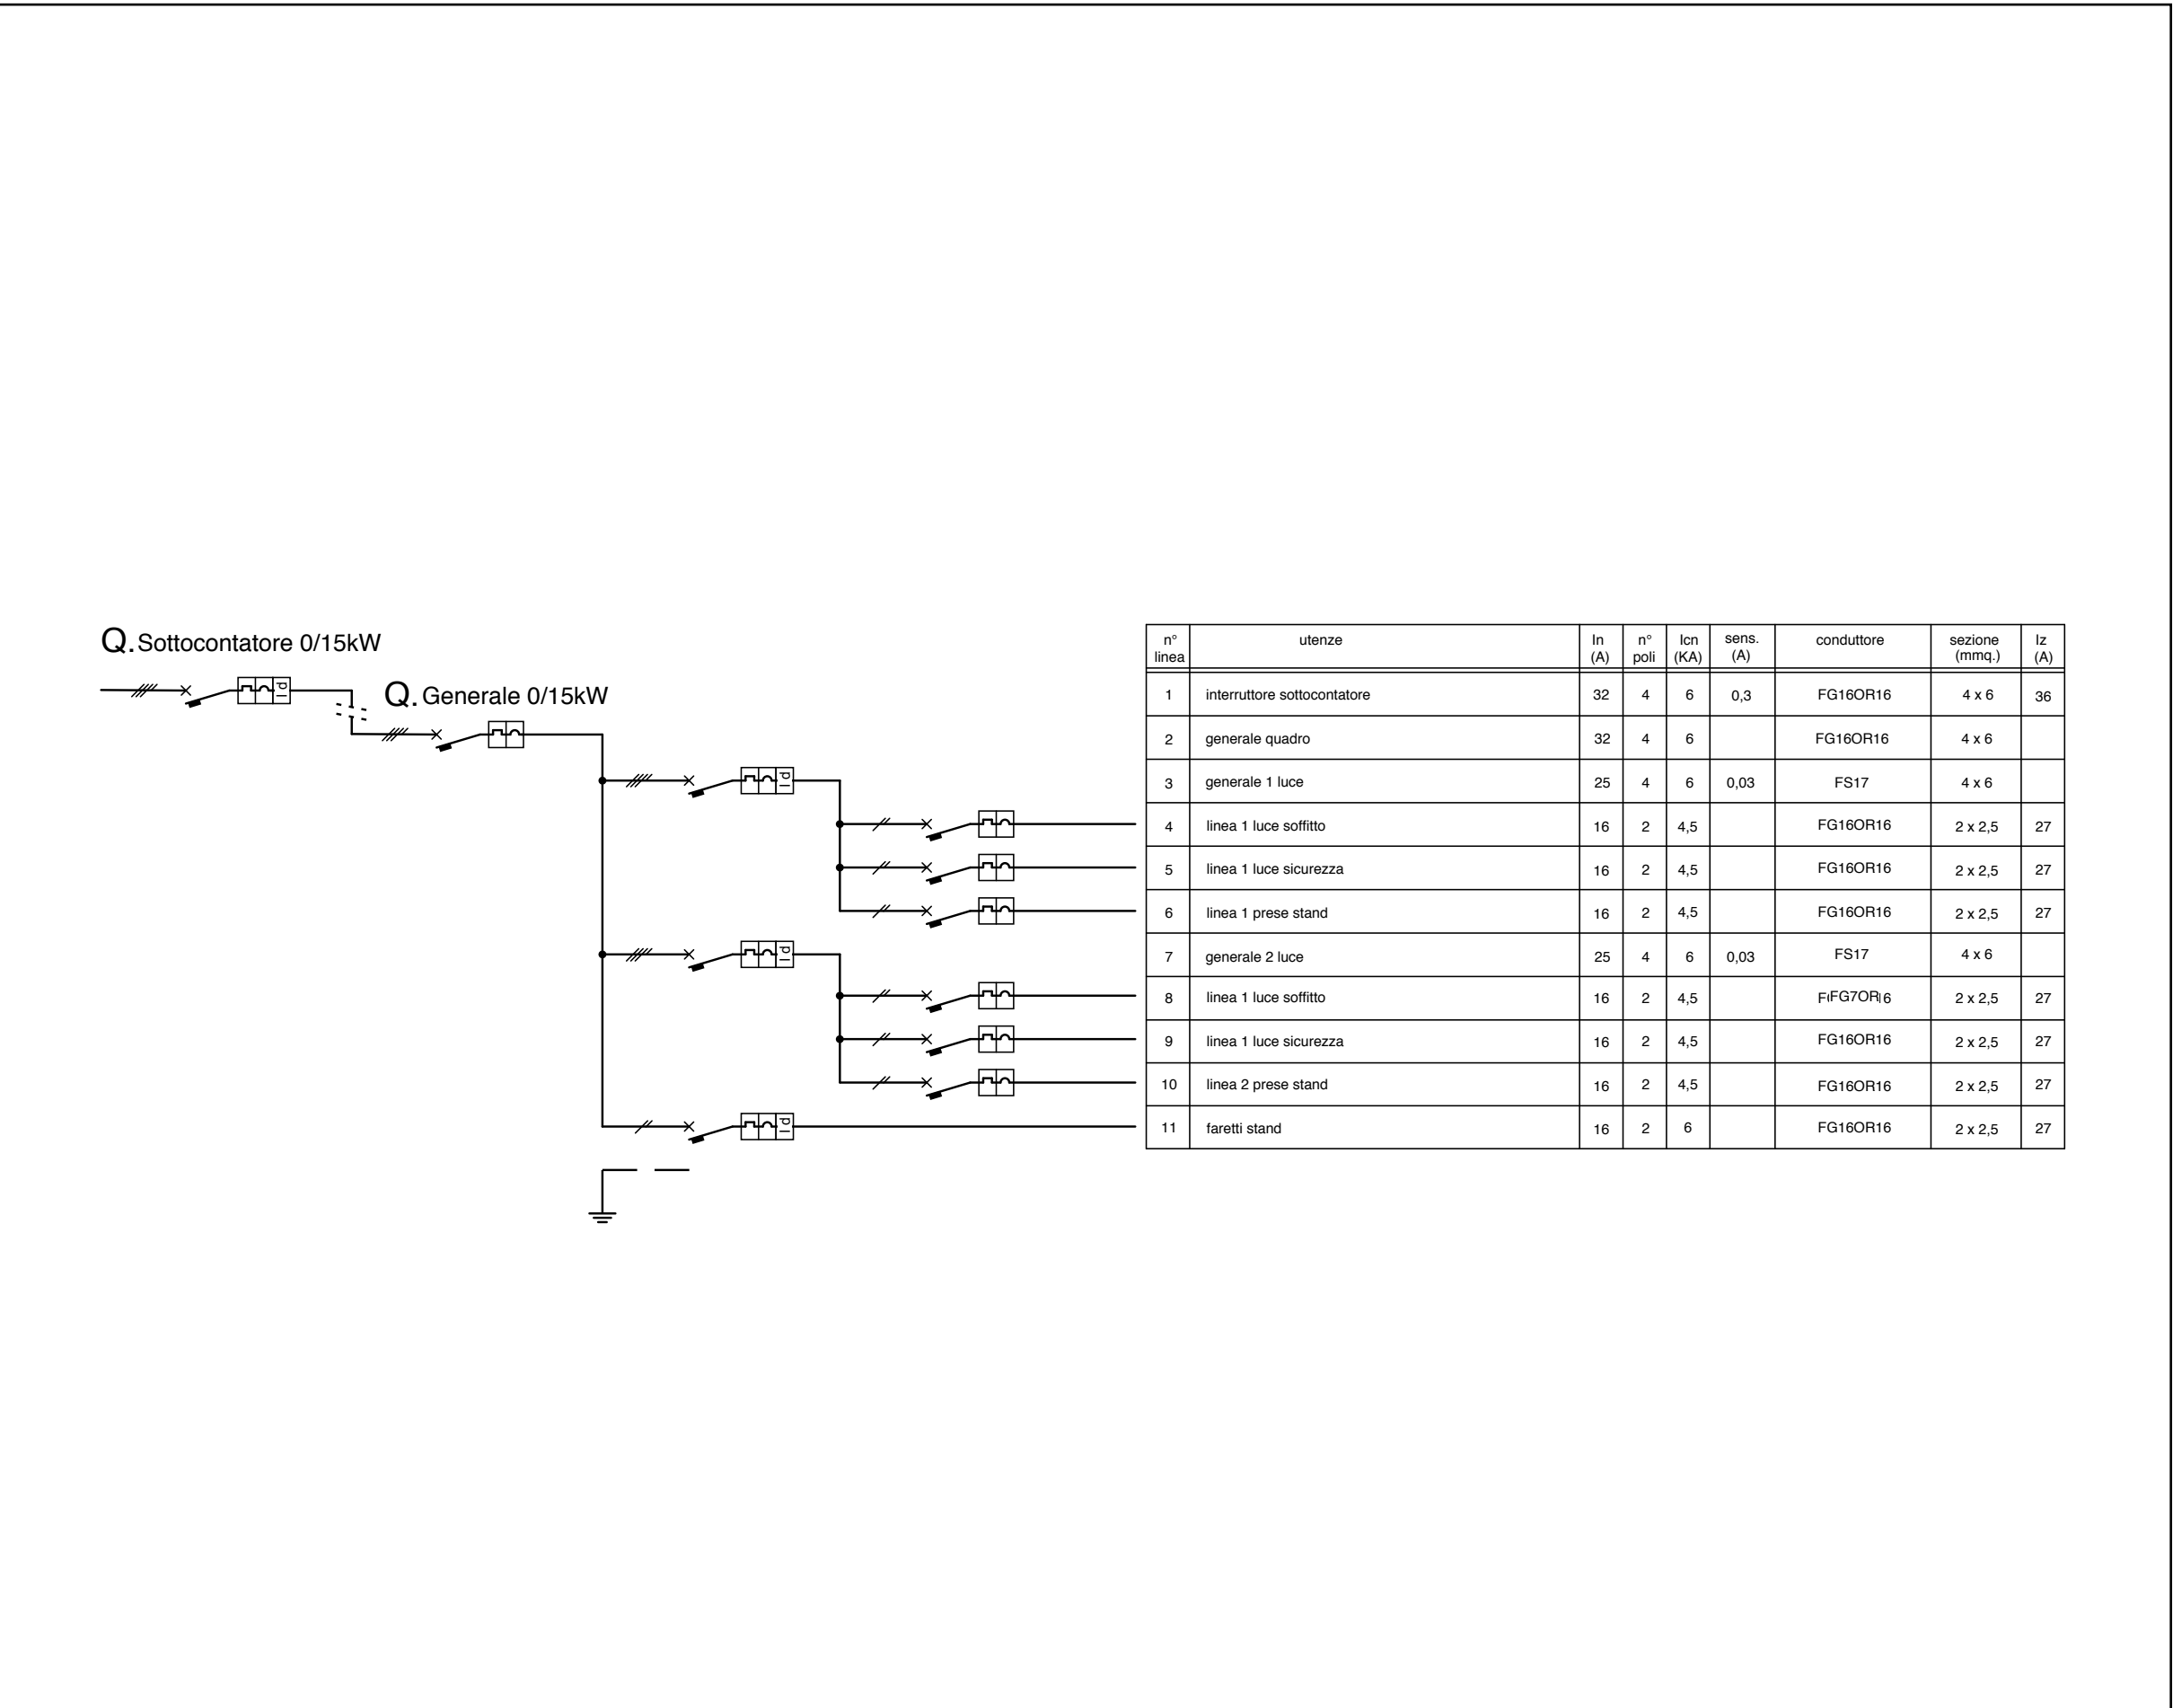 Q. Sottocontatore 0/15kW
Q. Generale 0/15kW
n° linea utenze In (A) n° poli Icn (KA) sens. (A) conduttore sezione (mmq.) Iz (A)
1 interruttore sottocontatore 32 4 6 0,3 FG16OR16 4 x 6 36
2 generale quadro 32 4 6 FG16OR16 4 x 6
Id
Id
3 generale 1 luce 25 4 6 0,03 FS17 4 x 6
4 linea 1 luce soffitto 16 2 4,5 FG16OR16 2 x 2,5 27
5 linea 1 luce sicurezza 16 2 4,5 FG16OR16 2 x 2,5 27
6 linea 1 prese stand 16 2 4,5 FG16OR16 2 x 2,5 27
Id
7 generale 2 luce 25 4 6 0,03 FS17 4 x 6
8 linea 1 luce soffitto 16 2 4,5 FG7OR 6 2 x 2,5 27
9 linea 1 luce sicurezza 16 2 4,5 FG16OR16 2 x 2,5 27
10 linea 2 prese stand 16 2 4,5 FG16OR16 2 x 2,5 27
Id
11 faretti stand 16 2 6 FG16OR16 2 x 2,5 27